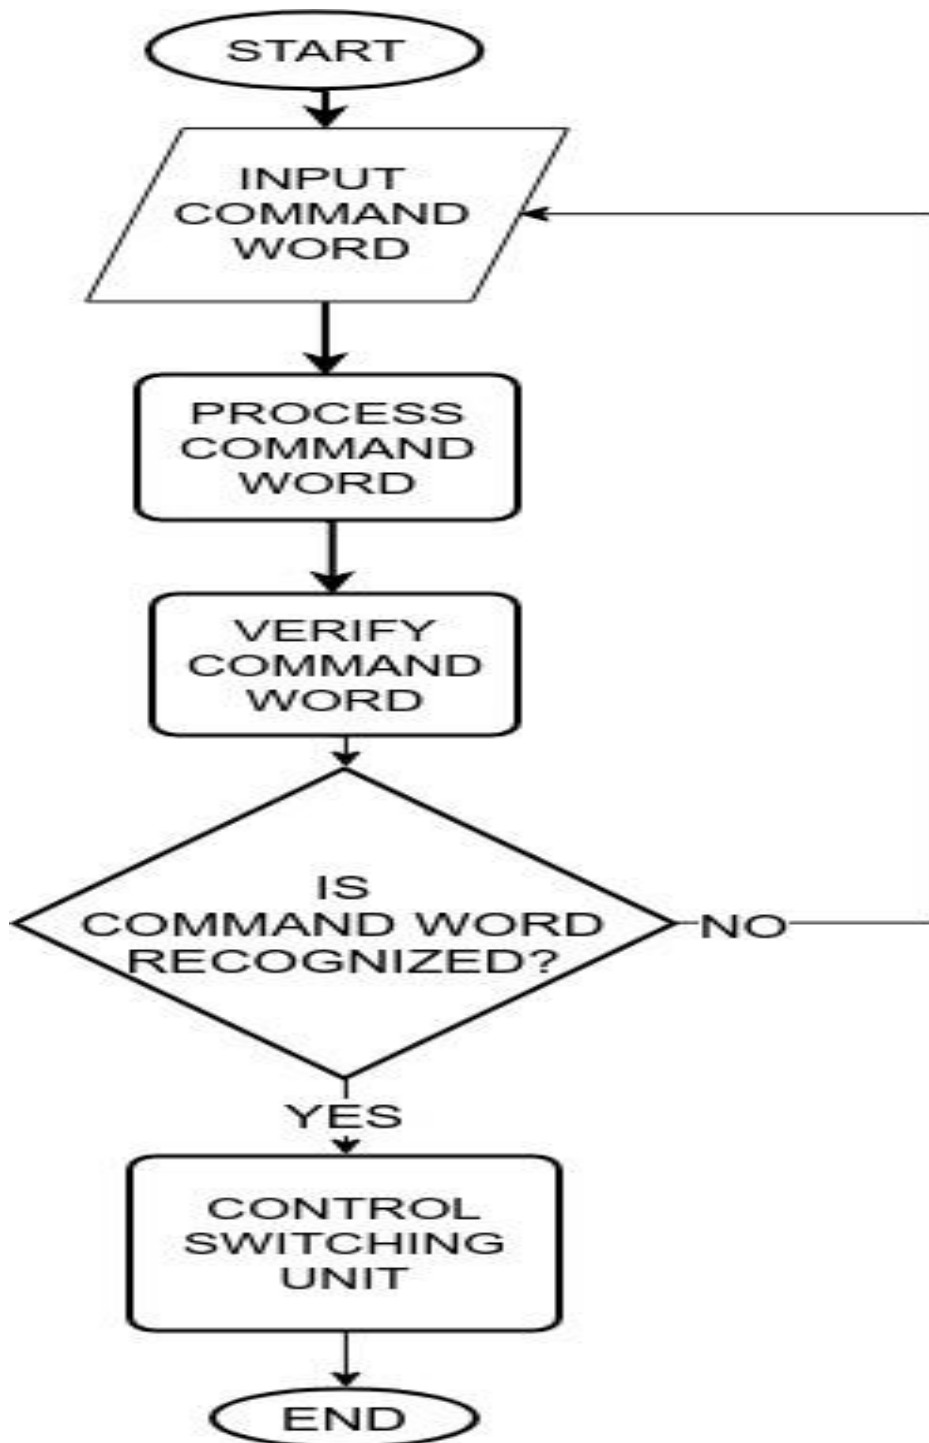 START
INPUT
COMMAND
WORD
PROCESS
COMMAND
WORD
VERIFY
COMMAND
WORD
IS
COMMAND WORD
RECOGNIZED?
NO
YES
CONTROL
SWITCHING
UNIT
END